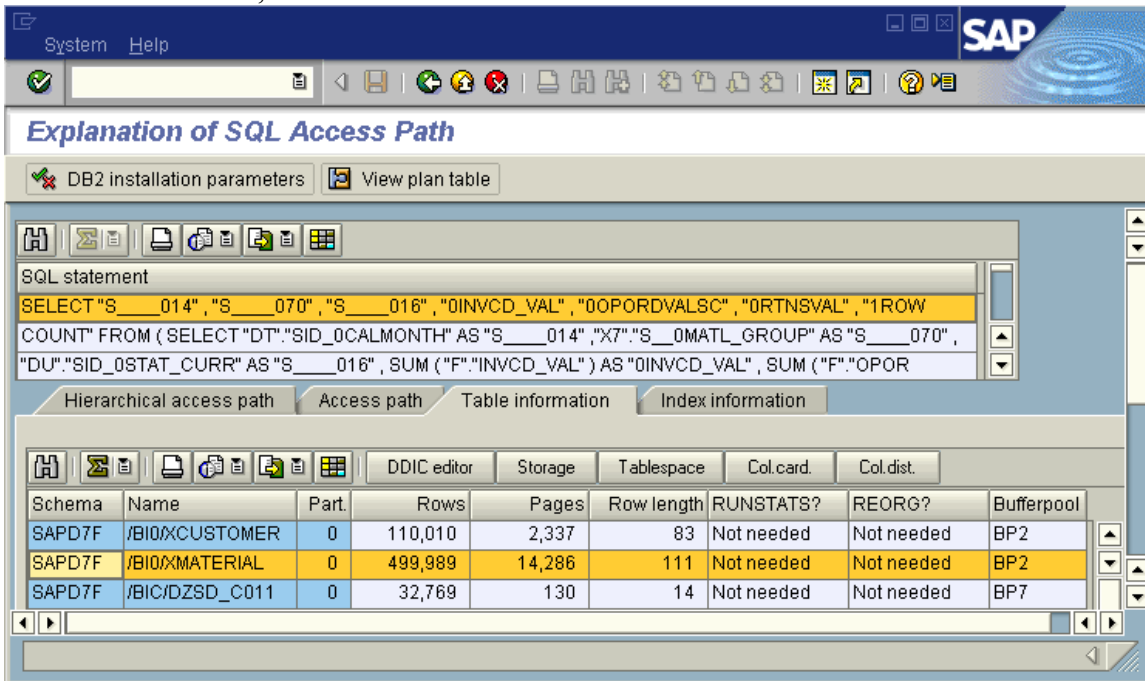 System Help
SAP
Explanation of SQL Access Path
DB2 installation parameters View plan table
SQL statement
SELECT "S____014" , "S____070" , "S____016" , "0INVCD_VAL" , "0OPORDVALSC" , "0RTNSVAL" , "1ROW
COUNT" FROM ( SELECT "DT"."SID_0CALMONTH" AS "S____014" , "X7"."S__0MATL_GROUP" AS "S____070" ,
"DU"."SID_0STAT_CURR" AS "S____016" , SUM ( "F"."INVCD_VAL" ) AS "0INVCD_VAL" , SUM ( "F"."OPOR
Hierarchical access path Access path Table information Index information
DDIC editor Storage Tablespace Col.card. Col.dist.
Schema Name Part. Rows Pages Row length RUNSTATS? REORG? Bufferpool
SAPD7F /BI0/XCUSTOMER 0 110,010 2,337 83 Not needed Not needed BP2
SAPD7F /BI0/XMATERIAL 0 499,989 14,286 111 Not needed Not needed BP2
SAPD7F /BIC/DZSD_C011 0 32,769 130 14 Not needed Not needed BP7